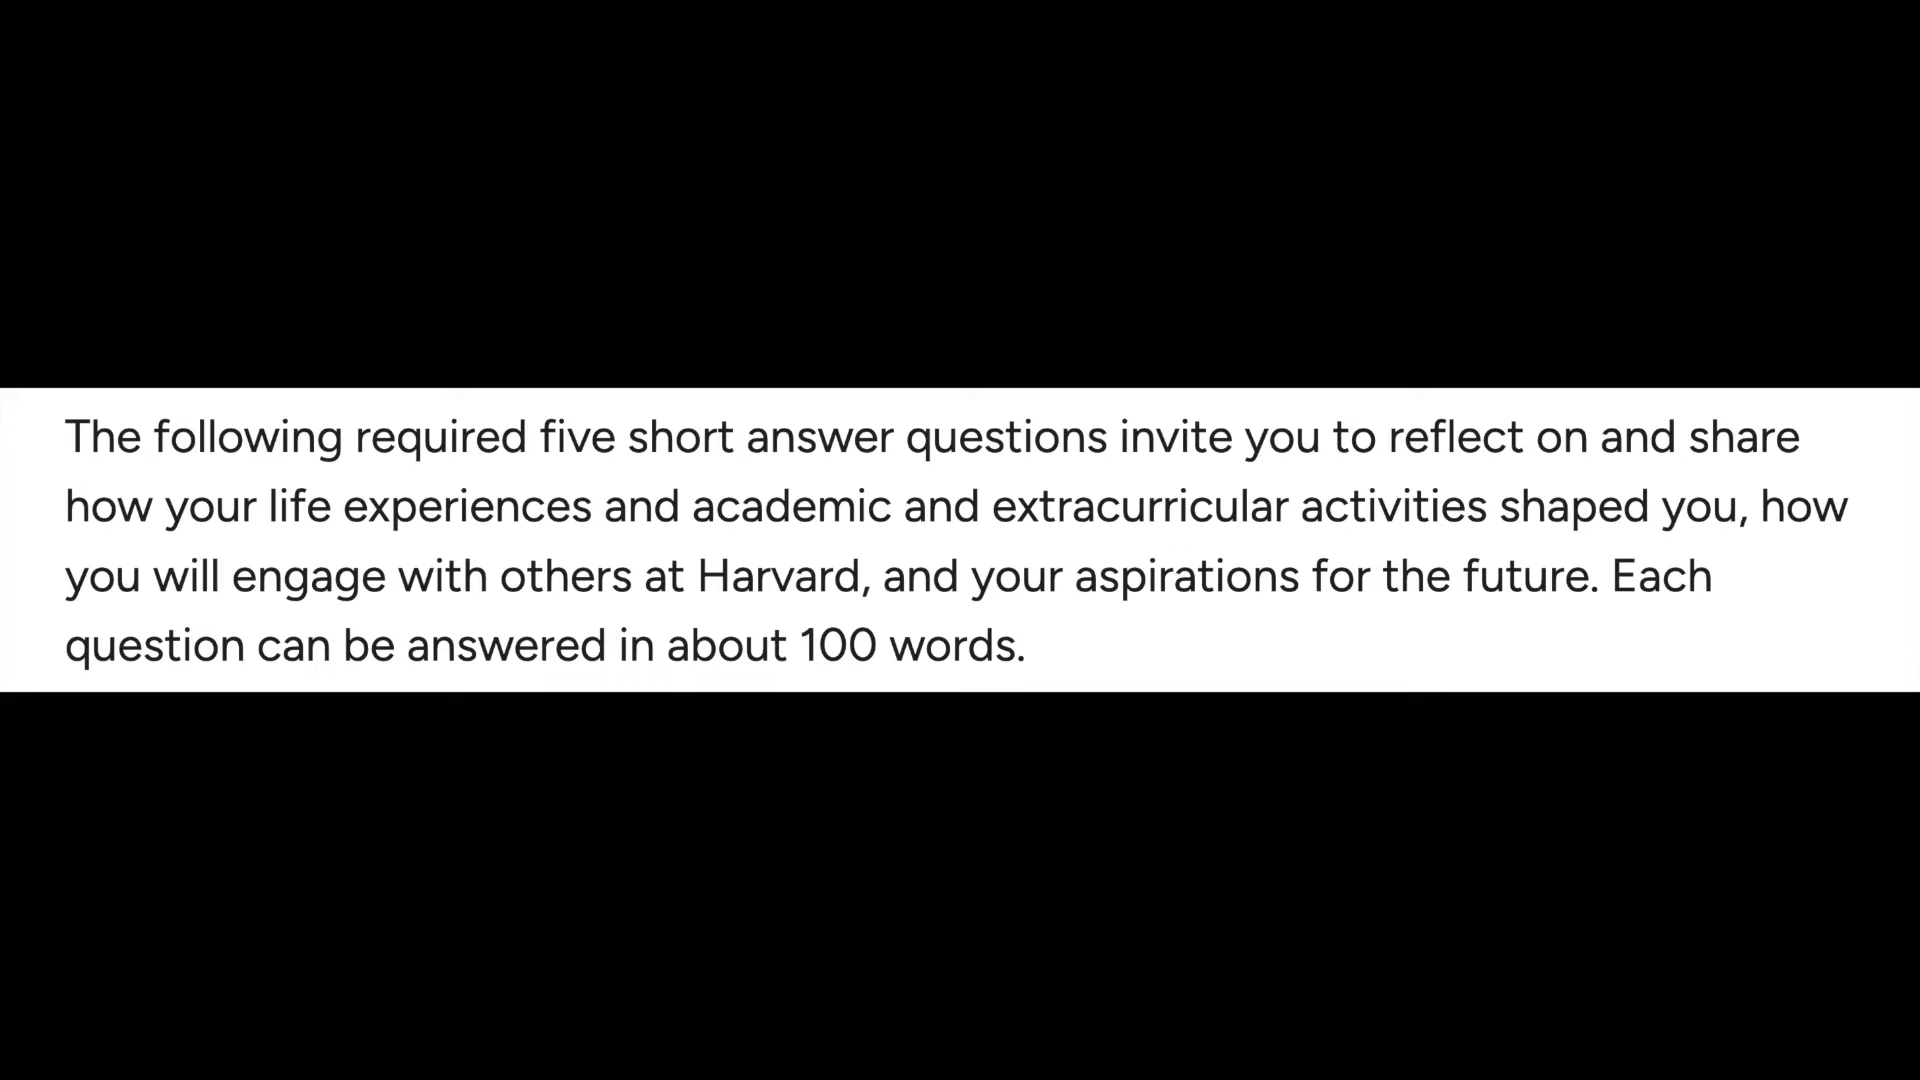 The following required five short answer questions invite you to reflect on and share
how your life experiences and academic and extracurricular activities shaped you, how
you will engage with others at Harvard, and your aspirations for the future. Each
question can be answered in about 100 words.